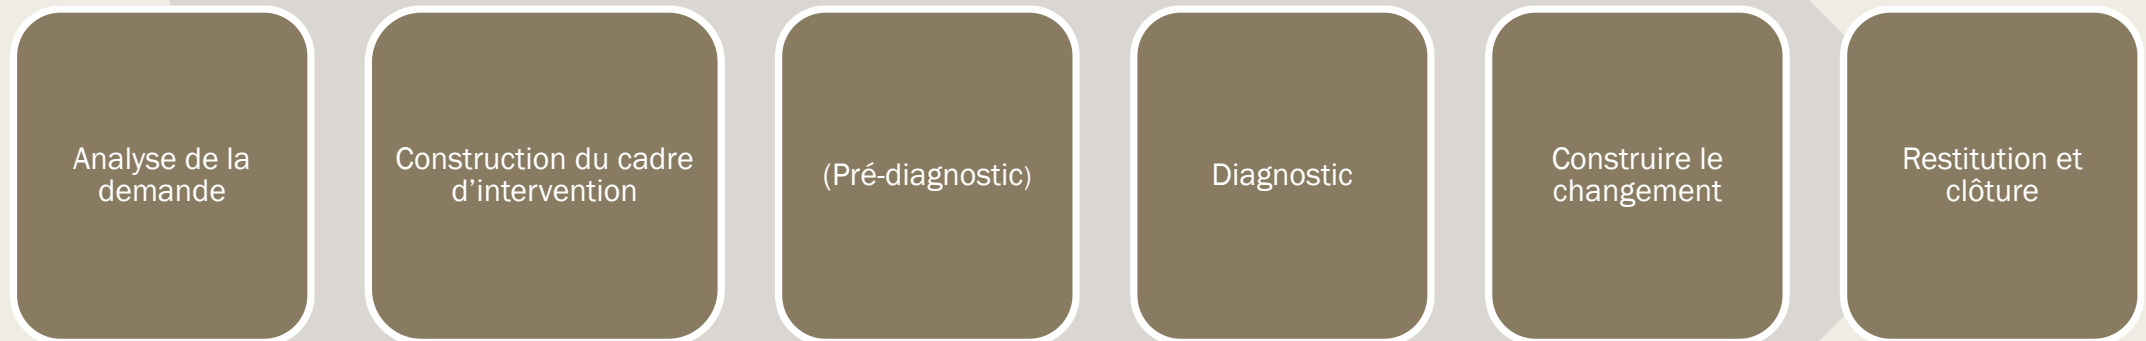 Analyse de la
demande
Construction du cadre
d’intervention
(Pré-diagnostic)
Diagnostic
Construire le
changement
Restitution et
clôture